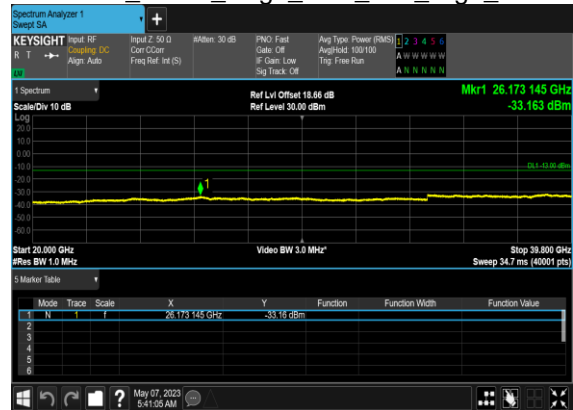 Spectrum Analyzer 1
Swept SA
+
KEYSIGHT
R T
LW
Input: RF
Coupling: DC
Align: Auto
Input Z: 50 Ω
Corr CCorr
Freq Ref: Int (S)
#Atten: 30 dB
PNO: Fast
Gate: Off
IF Gain: Low
Sig Track: Off
Avg Type: Power (RMS)
Avg|Hold: 100/100
Trig: Free Run
1 2 3 4 5 6
A W W W W W
A N N N N N
1 Spectrum
Scale/Div 10 dB
Ref Lvl Offset 18.66 dB
Ref Level 30.00 dBm
Mkr1 26.173 145 GHz
-33.163 dBm
Log
20.0
10.0
0.00
-10.0
-20.0
-30.0
-40.0
-50.0
-60.0
1
DL1 -13.00 dBm
Start 20.000 GHz
#Res BW 1.0 MHz
Video BW 3.0 MHz*
Stop 39.800 GHz
Sweep 34.7 ms (40001 pts)
5 Marker Table
Mode Trace Scale X Y Function Function Width Function Value
1 N 1 f 26.173 145 GHz -33.16 dBm
2
3
4
5
6
?
May 07, 2023
5:41:05 AM